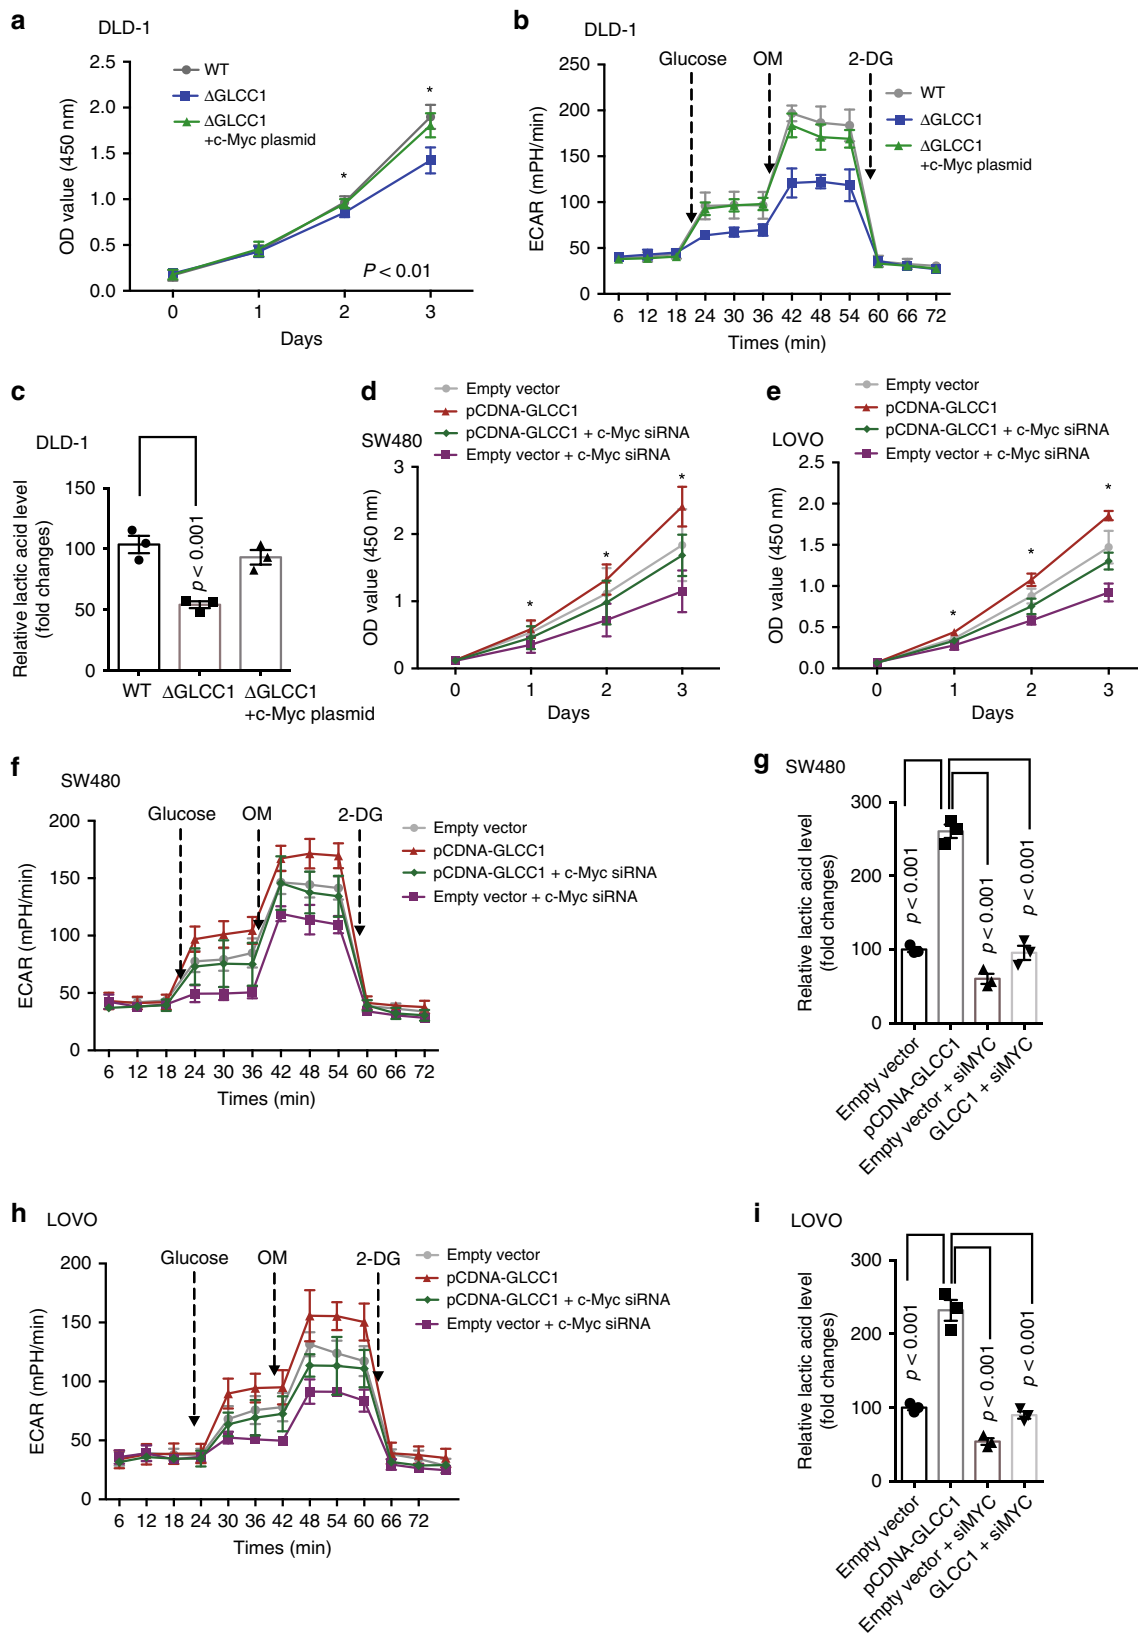 a
DLD-1
WT
ΔGLCC1
ΔGLCC1
+c-Myc plasmid
OD value (450 nm)
2.5
2.0
1.5
1.0
0.5
0.0
*
*
P < 0.01
0 1 2 3
Days
b
DLD-1
Glucose OM 2-DG
WT
ΔGLCC1
ΔGLCC1
+c-Myc plasmid
ECAR (mPH/min)
250
200
150
100
50
0
6 12 18 24 30 36 42 48 54 60 66 72
Times (min)
c
DLD-1
Relative lactic acid level
(fold changes)
150
100
50
0
p < 0.001
WT ΔGLCC1 ΔGLCC1
+c-Myc plasmid
d
Empty vector
pCDNA-GLCC1
pCDNA-GLCC1 + c-Myc siRNA
Empty vector + c-Myc siRNA
SW480
OD value (450 nm)
3
2
1
0
* * *
0 1 2 3
Days
e
Empty vector
pCDNA-GLCC1
pCDNA-GLCC1 + c-Myc siRNA
Empty vector + c-Myc siRNA
LOVO
OD value (450 nm)
2.5
2.0
1.5
1.0
0.5
0.0
* * *
0 1 2 3
Days
f
SW480
Glucose OM 2-DG
Empty vector
pCDNA-GLCC1
pCDNA-GLCC1 + c-Myc siRNA
Empty vector + c-Myc siRNA
ECAR (mPH/min)
200
150
100
50
0
6 12 18 24 30 36 42 48 54 60 66 72
Times (min)
g
SW480
Relative lactic acid level
(fold changes)
300
200
100
0
p < 0.001
p < 0.001
p < 0.001
Empty vector
pCDNA-GLCC1
Empty vector + siMYC
GLCC1 + siMYC
h
LOVO
Glucose OM 2-DG
Empty vector
pCDNA-GLCC1
pCDNA-GLCC1 + c-Myc siRNA
Empty vector + c-Myc siRNA
ECAR (mPH/min)
200
150
100
50
0
6 12 18 24 30 36 42 48 54 60 66 72
Times (min)
i
LOVO
Relative lactic acid level
(fold changes)
300
200
100
0
p < 0.001
p < 0.001
p < 0.001
Empty vector
pCDNA-GLCC1
Empty vector + siMYC
GLCC1 + siMYC